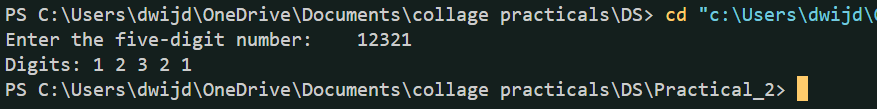 PS C:\Users\dwijd\OneDrive\Documents\collage practicals\DS> cd "c:\Users\dwijd\
Enter the five-digit number:    12321
Digits: 1 2 3 2 1
PS C:\Users\dwijd\OneDrive\Documents\collage practicals\DS\Practical_2>